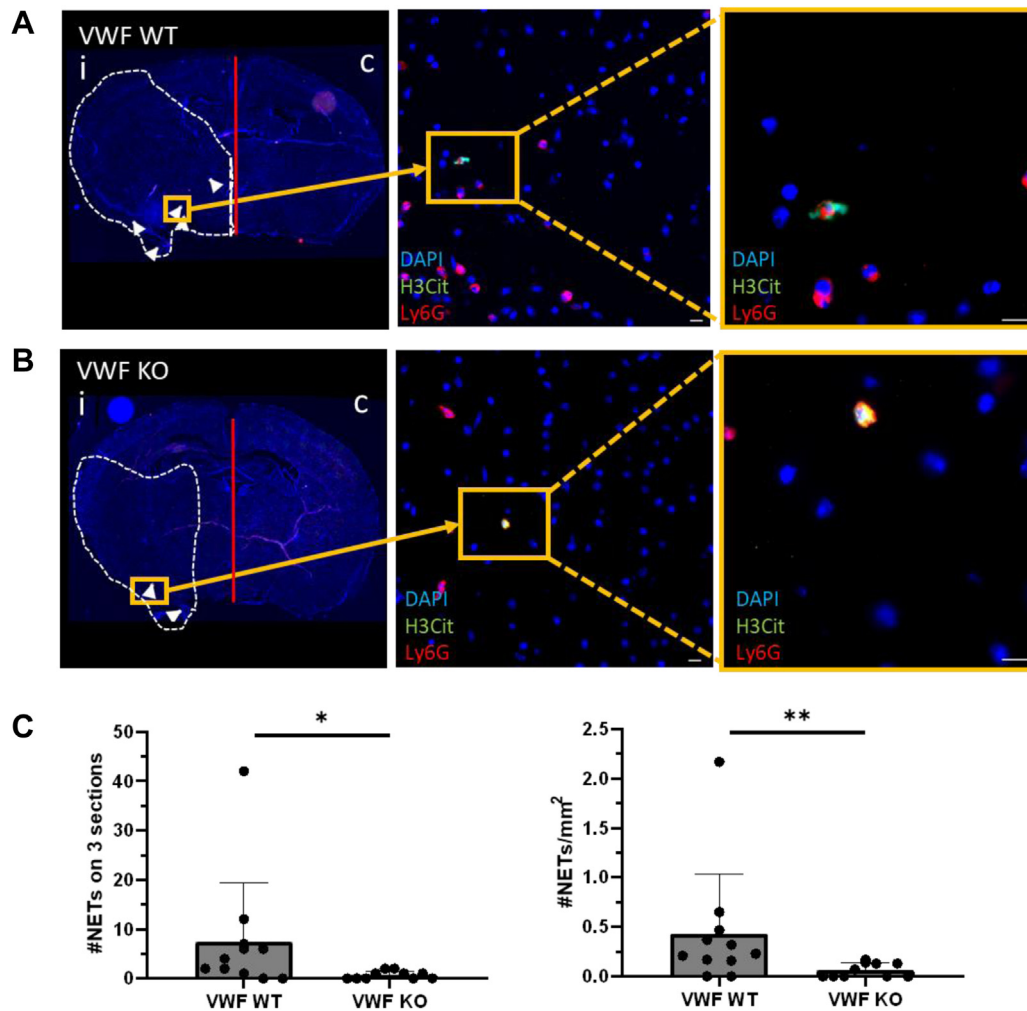 A
VWF WT
i
c
DAPI
H3Cit
Ly6G
DAPI
H3Cit
Ly6G
B
VWF KO
i
c
DAPI
H3Cit
Ly6G
DAPI
H3Cit
Ly6G
C
#NETs on 3 sections
50
40
30
20
10
0
*
VWF WT
VWF KO
#NETs/mm²
2.5
2.0
1.5
1.0
0.5
0.0
**
VWF WT
VWF KO